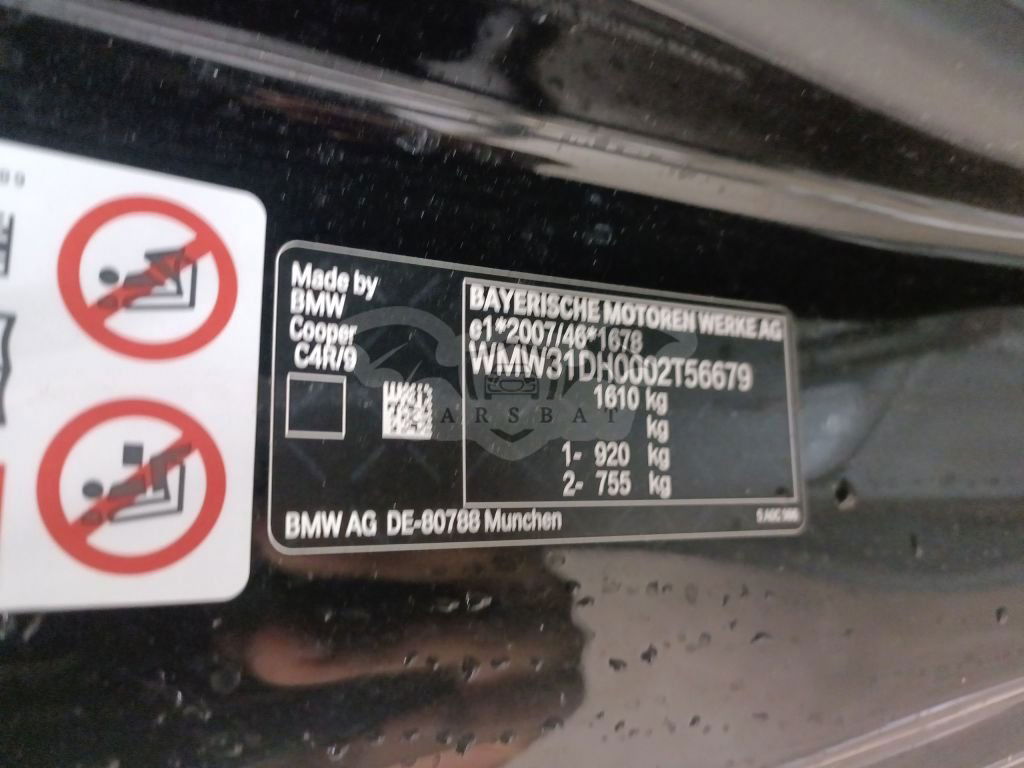 Made by
BMW
Cooper
C4R/9
BAYERISCHE MOTOREN WERKE AG
e1*2007/46*1678
WMW31DH0002T56679
1610 kg
kg
1- 920 kg
2- 755 kg
BMW AG DE-80788 Munchen
ARSBAT